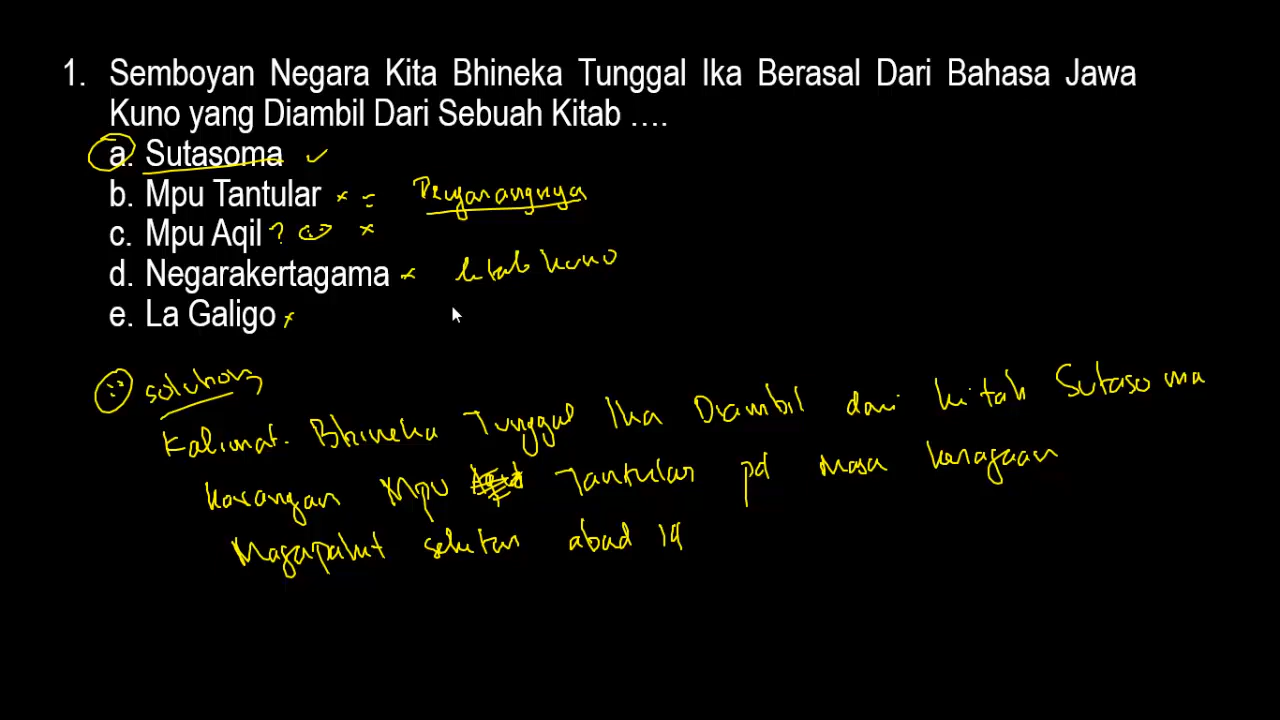 1. Semboyan Negara Kita Bhineka Tunggal Ika Berasal Dari Bahasa Jawa
Kuno yang Diambil Dari Sebuah Kitab ....
a. Sutasoma ✓
b. Mpu Tantular × = Pengarangnya
c. Mpu Aqil ? ×
d. Negarakertagama × kitab kuno
e. La Galigo ×
solution
Kalimat. Bhineka Tunggal Ika Diambil dari kitab Sutasoma
karangan Mpu Tantular pd masa kerajaan
Majapahit sekitar abad 14